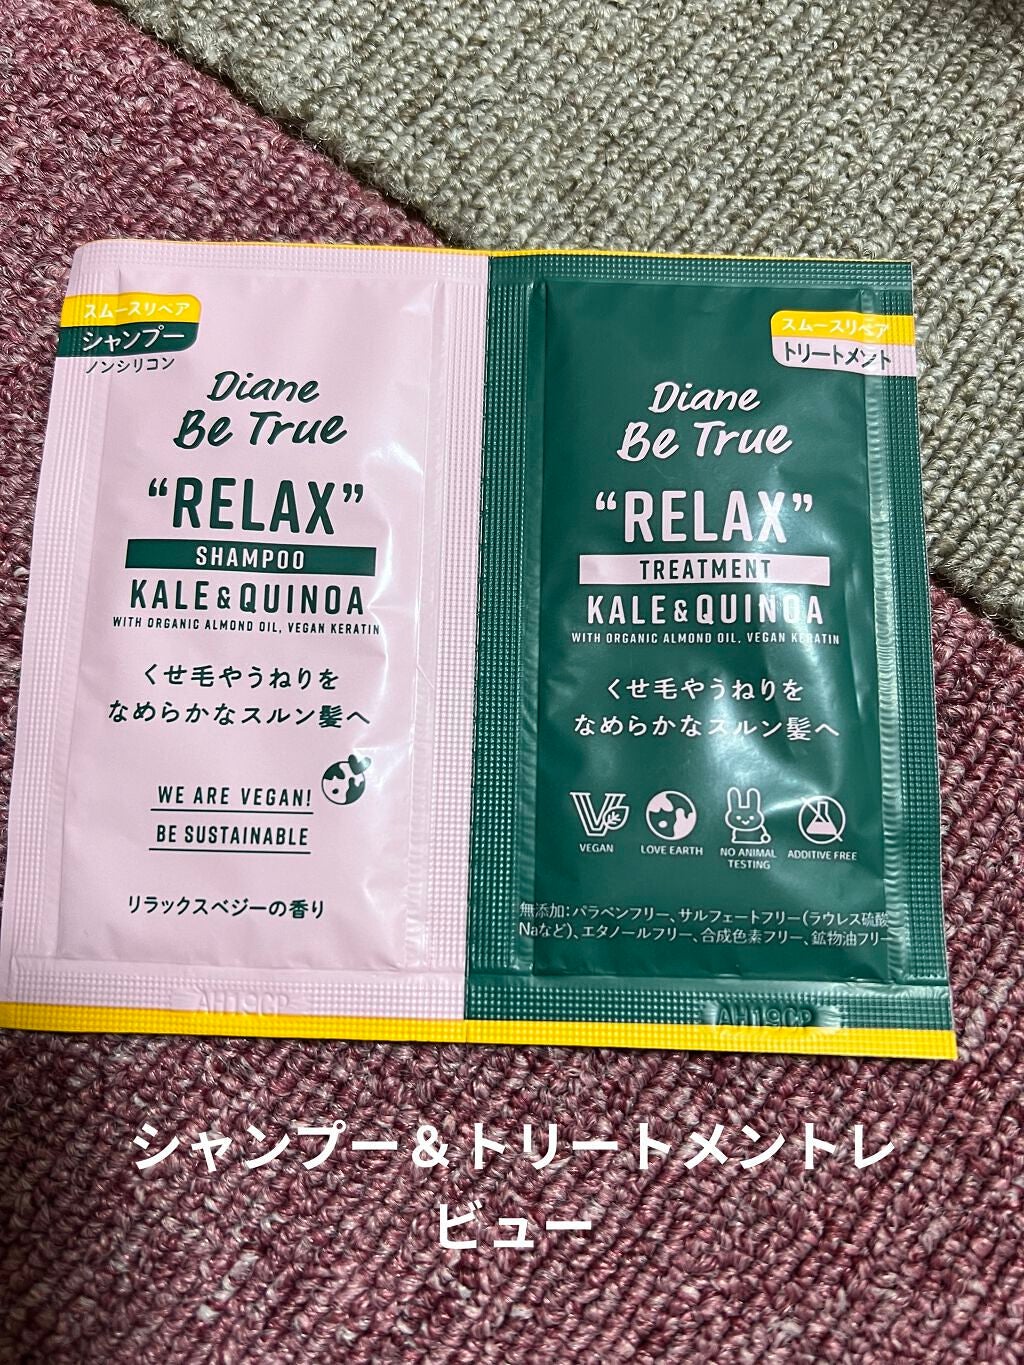 スムースリペア
シャンプー
ノンシリコン
Diane
Be True
“RELAX”
SHAMPOO
KALE&QUINOA
WITH ORGANIC ALMOND OIL, VEGAN KERATIN
くせ毛やうねりを
なめらかなスルン髪へ
WE ARE VEGAN!
BE SUSTAINABLE
リラックスベジーの香り
AH19CP
スムースリペア
トリートメント
Diane
Be True
“RELAX”
TREATMENT
KALE&QUINOA
WITH ORGANIC ALMOND OIL, VEGAN KERATIN
くせ毛やうねりを
なめらかなスルン髪へ
VEGAN
LOVE EARTH
NO ANIMAL
TESTING
ADDITIVE FREE
無添加:パラベンフリー、サルフェートフリー(ラウレス硫酸
Naなど)、エタノールフリー、合成色素フリー、鉱物油フリー
AH19CP
シャンプー&トリートメントレ
ビュー